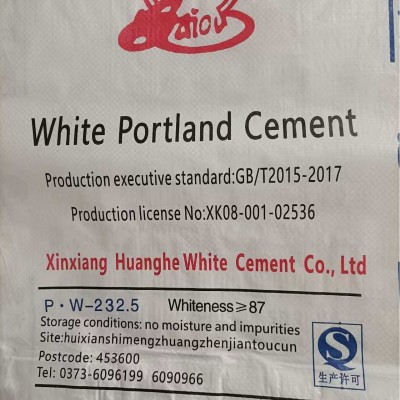 White Portland Cement
Production executive standard:GB/T2015-2017
Production license No:XK08-001-02536
Xinxiang Huanghe White Cement Co., Ltd
P·W-232.5 Whiteness≥87
Storage conditions: no moisture and impurities
Site:huixianshimengzhuangzhenjiantoucun
Postcode: 453600
Tel: 0373-6096199 6090966
生产许可